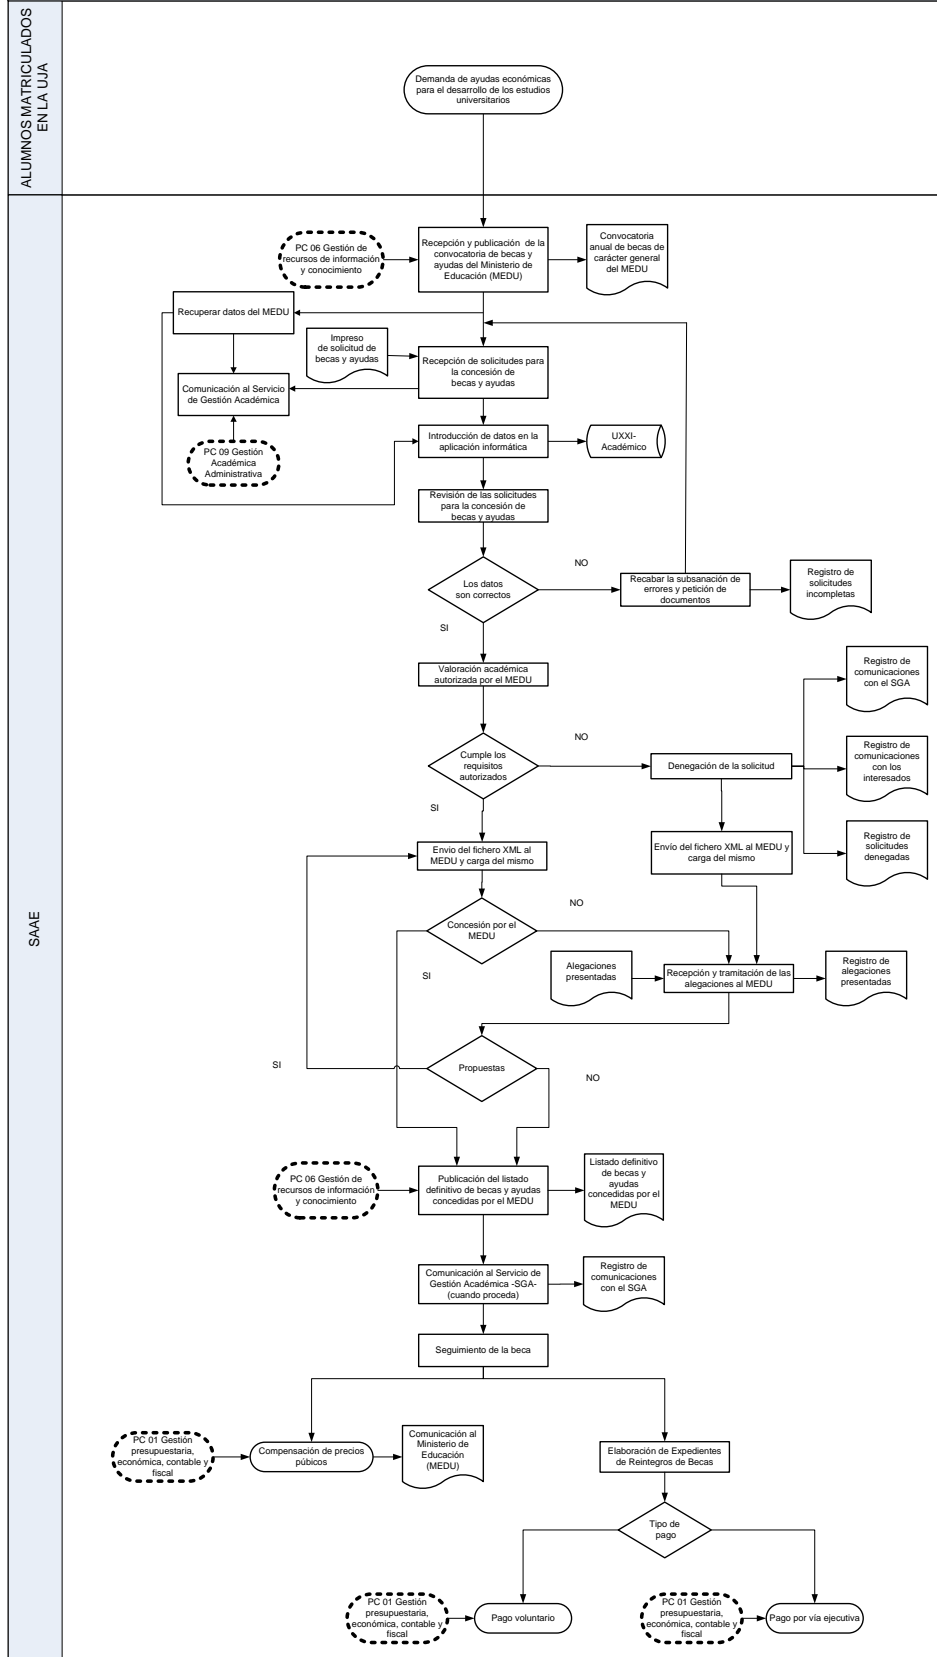 ALUMNOS MATRICULADOS
EN LA UJA
Demanda de ayudas económicas
para el desarrollo de los estudios
universitarios
SAAE
PC 06 Gestión de
recursos de información
y conocimiento
Recepción y publicación de la
convocatoria de becas y
ayudas del Ministerio de
Educación (MEDU)
Convocatoria
anual de becas de
carácter general
del MEDU
Recuperar datos del MEDU
Impreso
de solicitud de
becas y ayudas
Recepción de solicitudes para
la concesión de
becas y ayudas
Comunicación al Servicio
de Gestión Académica
PC 09 Gestión
Académica
Administrativa
Introducción de datos en la
aplicación informática
UXXI-
Académico
Revisión de las solicitudes
para la concesión de
becas y ayudas
Los datos
son correctos
NO
Recabar la subsanación de
errores y petición de
documentos
Registro de
solicitudes
incompletas
SI
Valoración académica
autorizada por el MEDU
Registro de
comunicaciones
con el SGA
Cumple los
requisitos
autorizados
NO
Denegación de la solicitud
Registro de
comunicaciones
con los
interesados
SI
Envio del fichero XML al
MEDU y carga del mismo
Envío del fichero XML al MEDU y
carga del mismo
Registro de
solicitudes
denegadas
Concesión por el
MEDU
NO
SI
Alegaciones
presentadas
Recepción y tramitación de las
alegaciones al MEDU
Registro de
alegaciones
presentadas
Propuestas
SI
NO
PC 06 Gestión de
recursos de información
y conocimiento
Publicación del listado
definitivo de becas y ayudas
concedidas por el MEDU
Listado definitivo
de becas y
ayudas
concedidas por el
MEDU
Comunicación al Servicio de
Gestión Académica -SGA-
(cuando proceda)
Registro de
comunicaciones
con el SGA
Seguimiento de la beca
PC 01 Gestión
presupuestaria,
económica, contable y
fiscal
Compensación de precios
púbicos
Comunicación al
Ministerio de
Educación
(MEDU)
Elaboración de Expedientes
de Reintegros de Becas
Tipo de
pago
PC 01 Gestión
presupuestaria,
económica, contable y
fiscal
Pago voluntario
PC 01 Gestión
presupuestaria,
económica, contable y
fiscal
Pago por vía ejecutiva